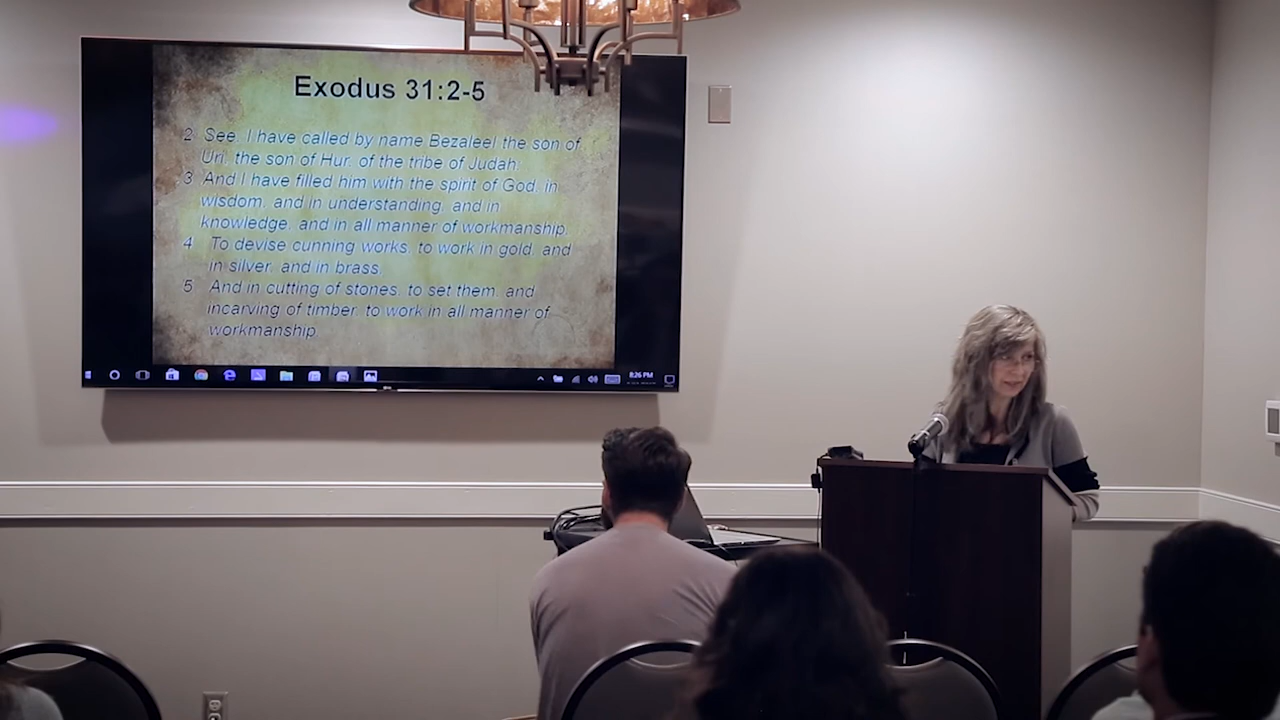 Exodus 31:2-5
2 See, I have called by name Bezaleel the son of
Uri, the son of Hur, of the tribe of Judah:
3 And I have filled him with the spirit of God, in
wisdom, and in understanding, and in
knowledge, and in all manner of workmanship,
4 To devise cunning works, to work in gold, and
in silver, and in brass,
5 And in cutting of stones, to set them, and
incarving of timber, to work in all manner of
workmanship.
8:26 PM